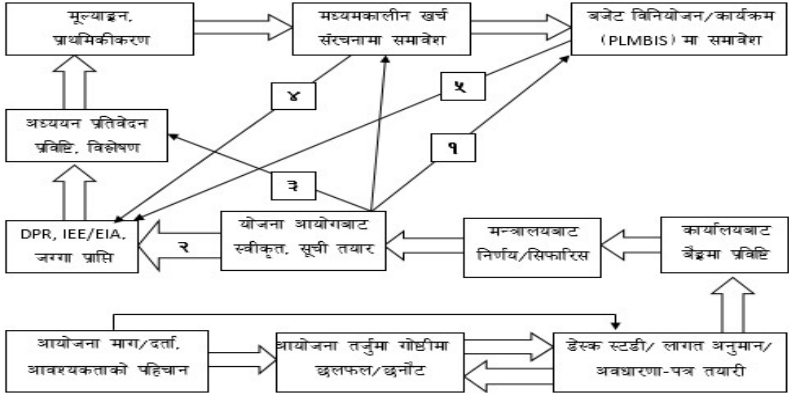 मूल्याङ्कन,
प्राथमिकीकरण
मध्यमकालीन खर्च
संरचनामा समावेश
बजेट विनियोजन/कार्यक्रम
(PLMBIS) मा समावेश
४
५
अध्ययन प्रतिवेदन
प्रविष्टि, विश्लेषण
१
३
DPR, IEE/EIA,
जग्गा प्राप्ति
२
योजना आयोगबाट
स्वीकृत, सूची तयार
मन्त्रालयबाट
निर्णय/सिफारिस
कार्यालयबाट
बैङ्कमा प्रविष्टि
आयोजना माग/दर्ता,
आवश्यकताको पहिचान
आयोजना तर्जुमा गोष्ठीमा
छलफल/छनौट
डेस्क स्टडी/ लागत अनुमान/
अवधारणा-पत्र तयारी